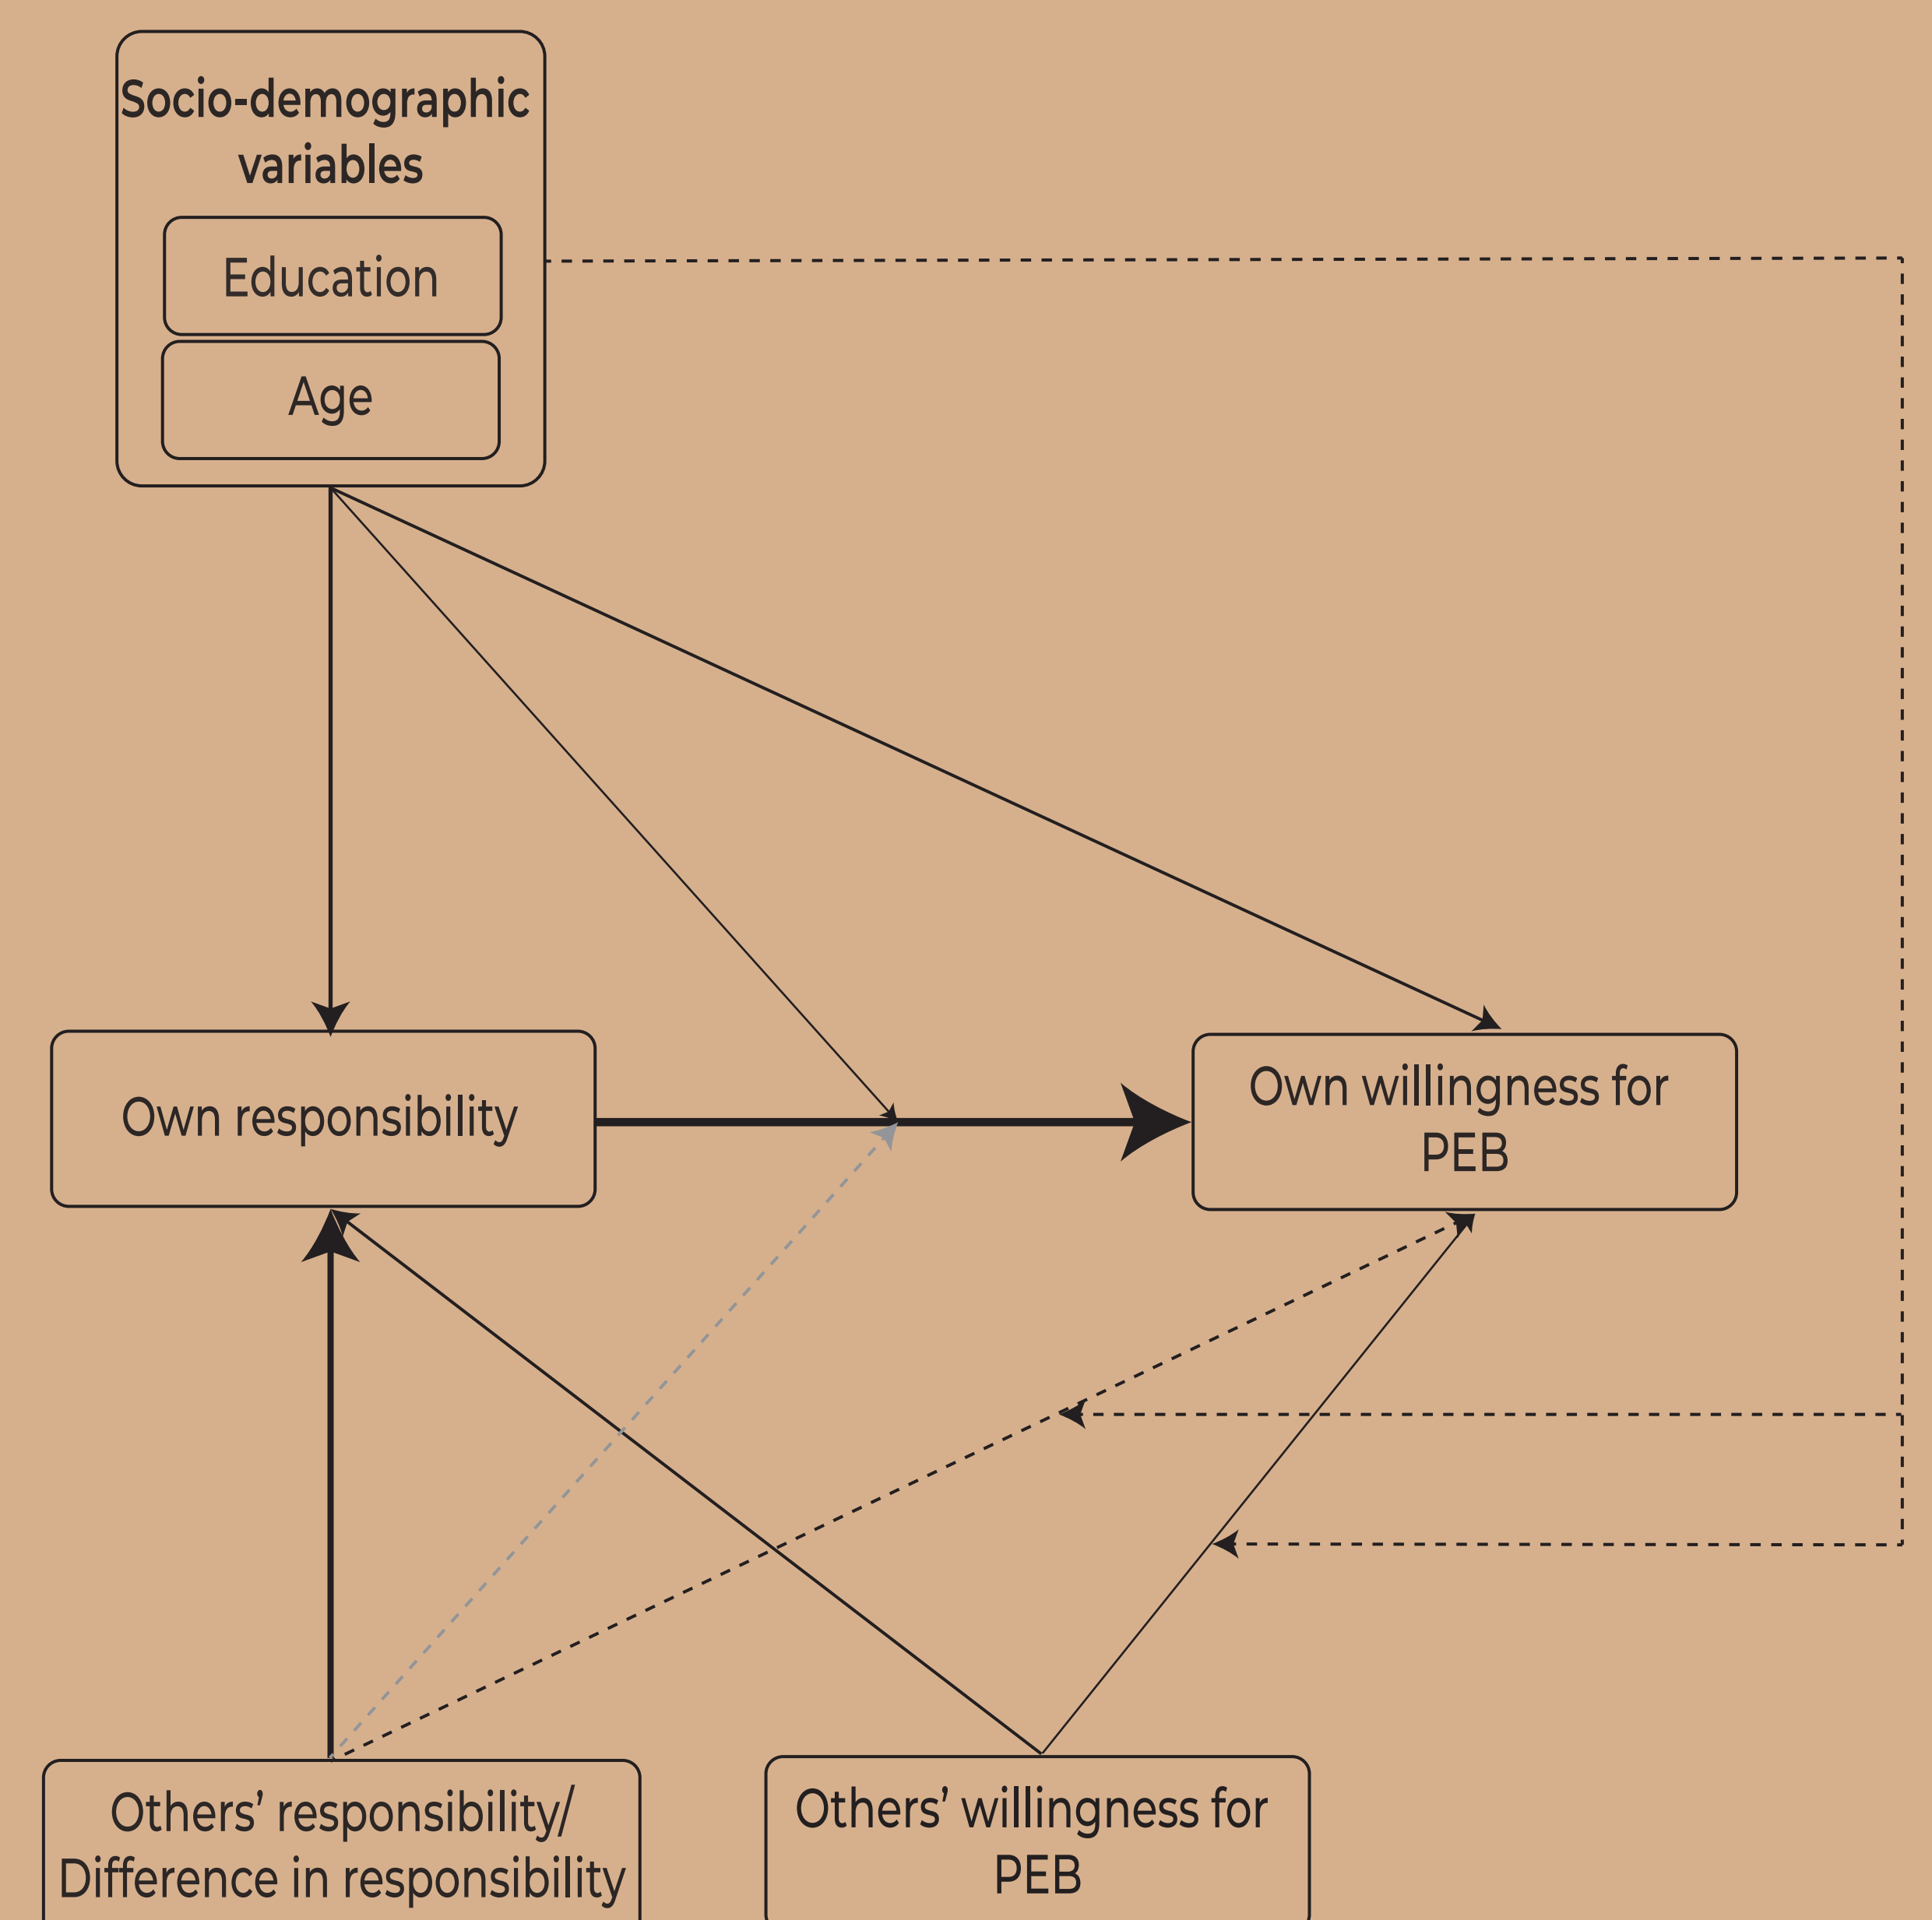 Socio-demographic
variables
Education
Age
Own responsibility
Own willingness for
PEB
Others’ responsibility/
Difference in responsibility
Others’ willingness for
PEB